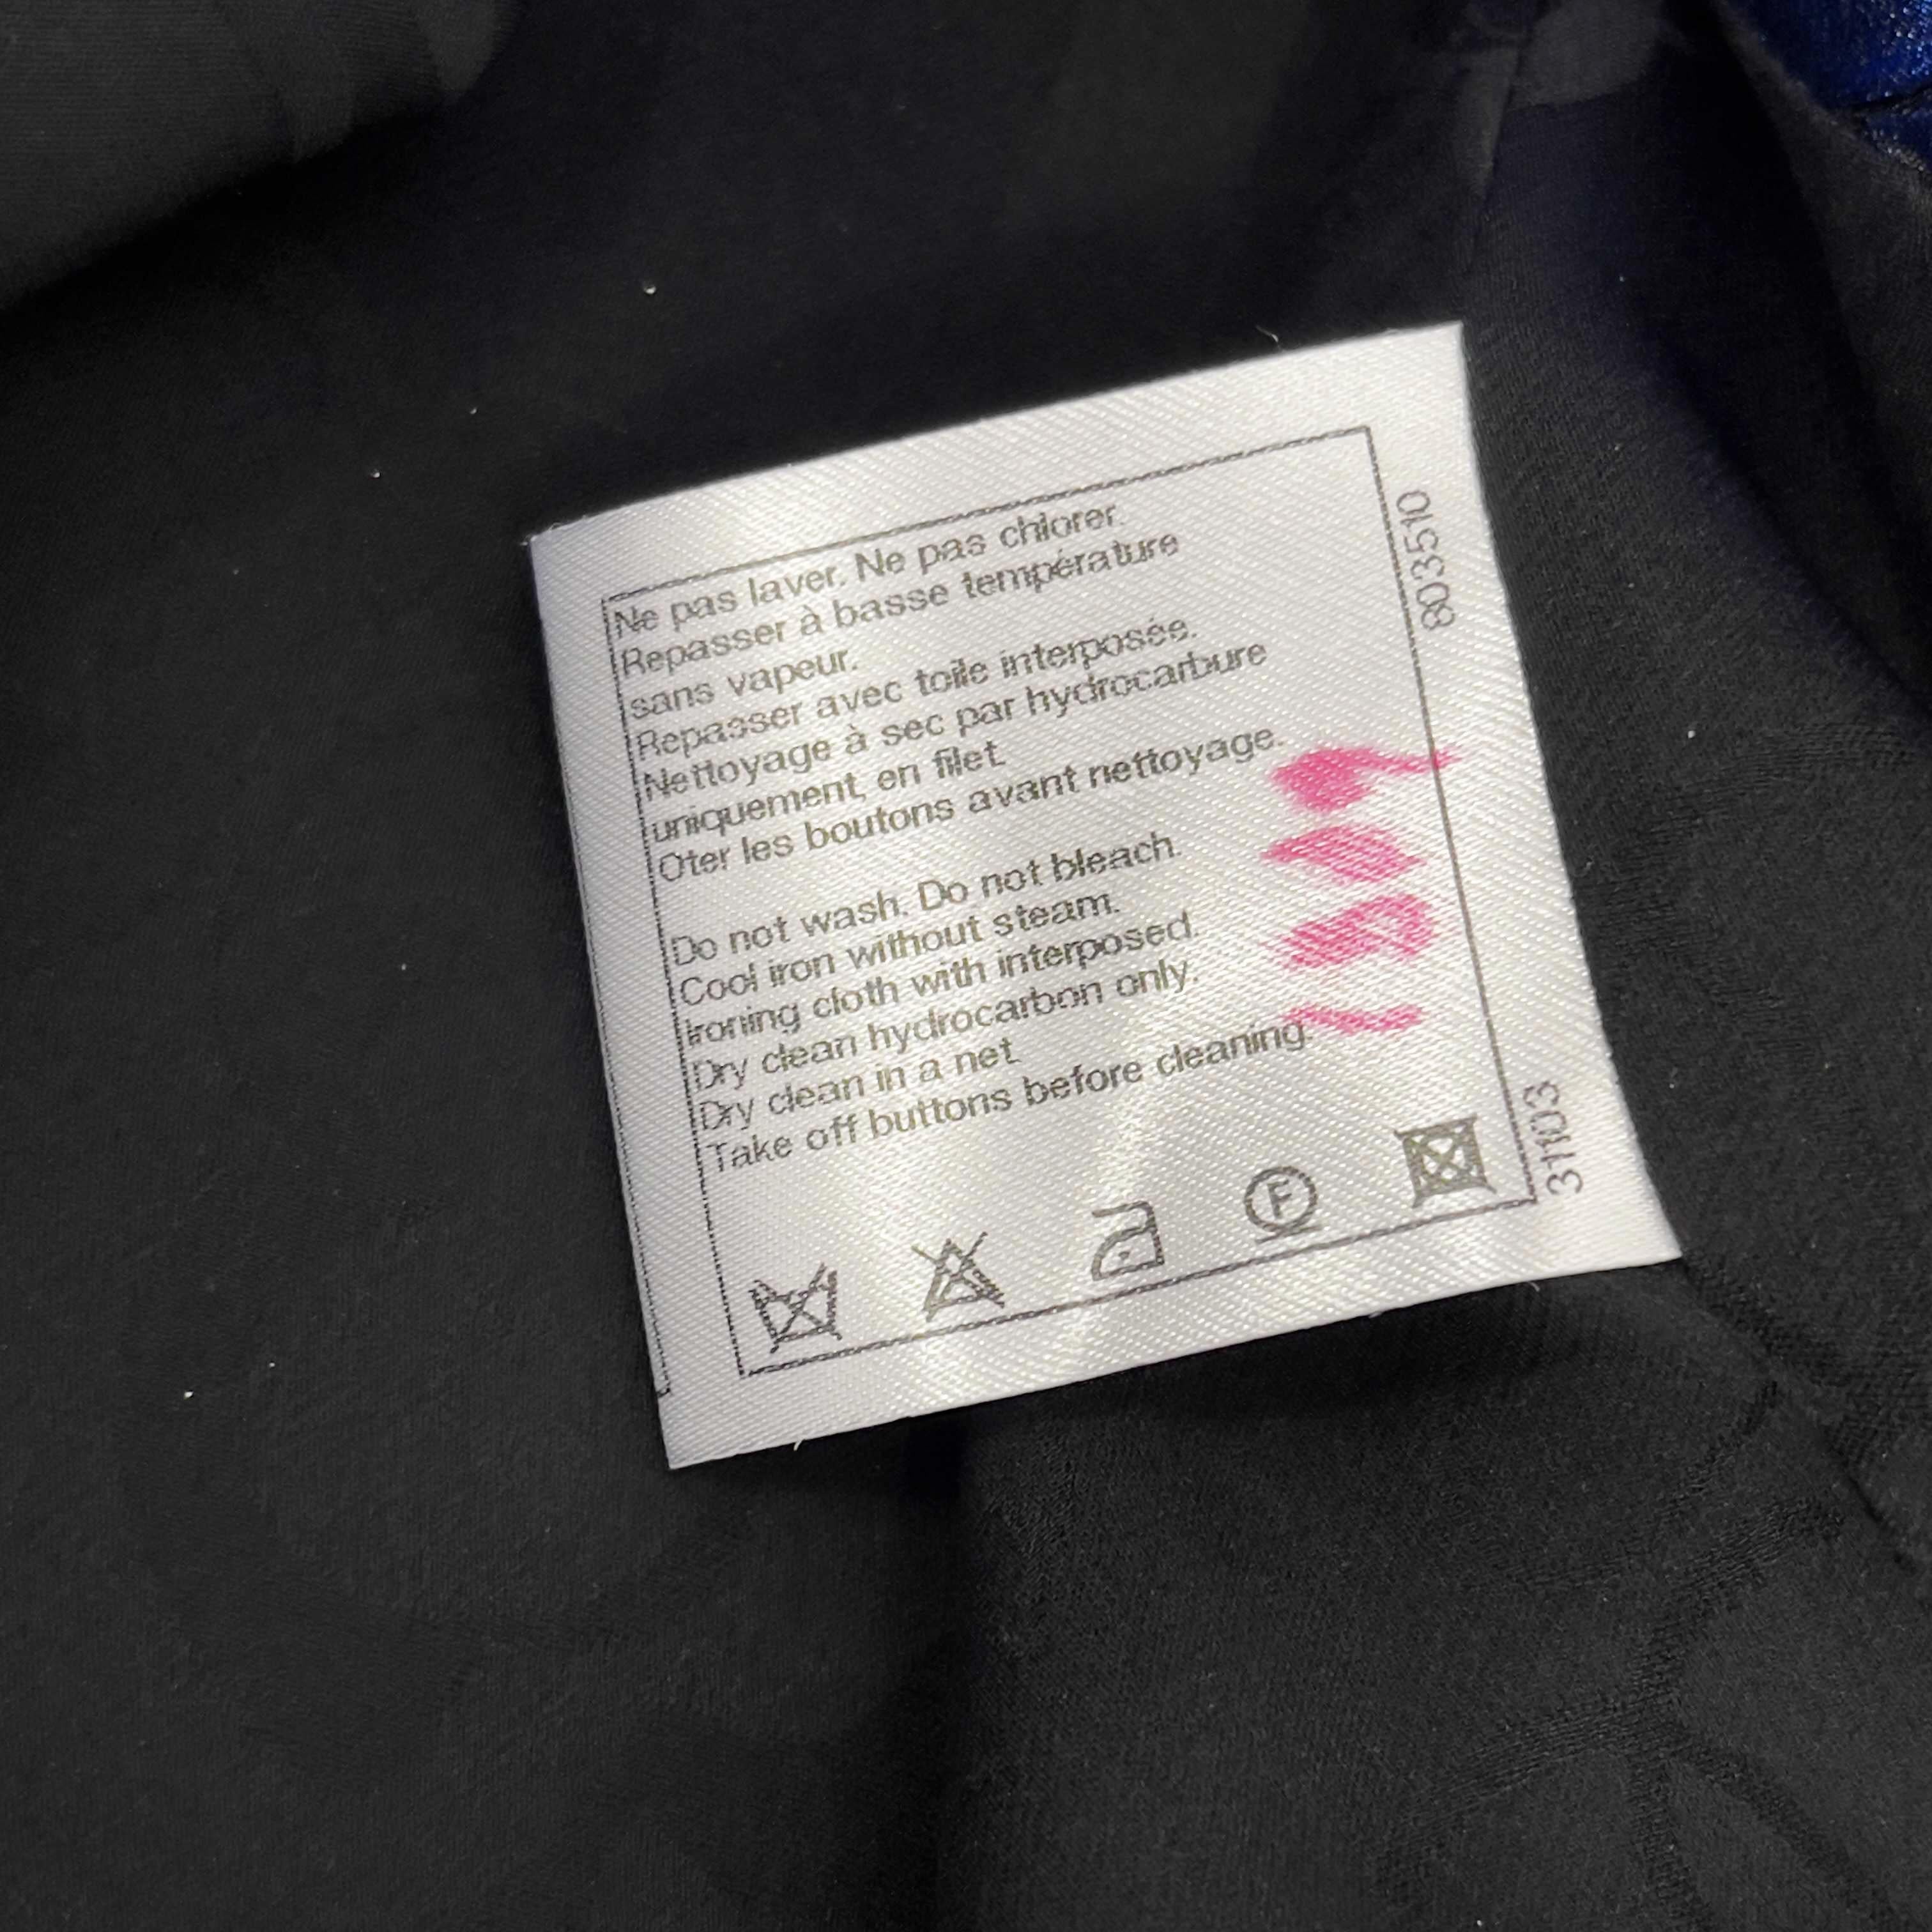 Ne pas laver. Ne pas chlorer.
Repasser à basse température
sans vapeur.
Repasser avec toile interposée.
Nettoyage à sec par hydrocarbure
uniquement, en filet.
Oter les boutons avant nettoyage.
Do not wash. Do not bleach.
Cool iron without steam.
Ironing cloth with interposed.
Dry clean hydrocarbon only.
Dry clean in a net.
Take off buttons before cleaning.
F
803510
31103